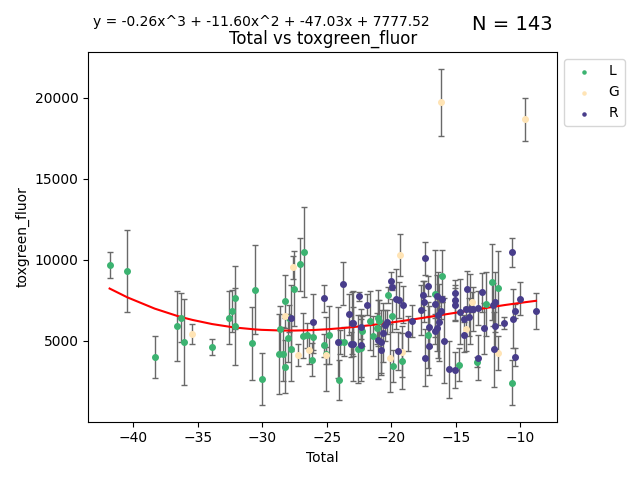 y = -0.26x^3 + -11.60x^2 + -47.03x + 7777.52
N = 143
Total vs toxgreen_fluor
20000
15000
10000
5000
toxgreen_fluor
−40
−35
−30
−25
−20
−15
−10
Total
L
G
R